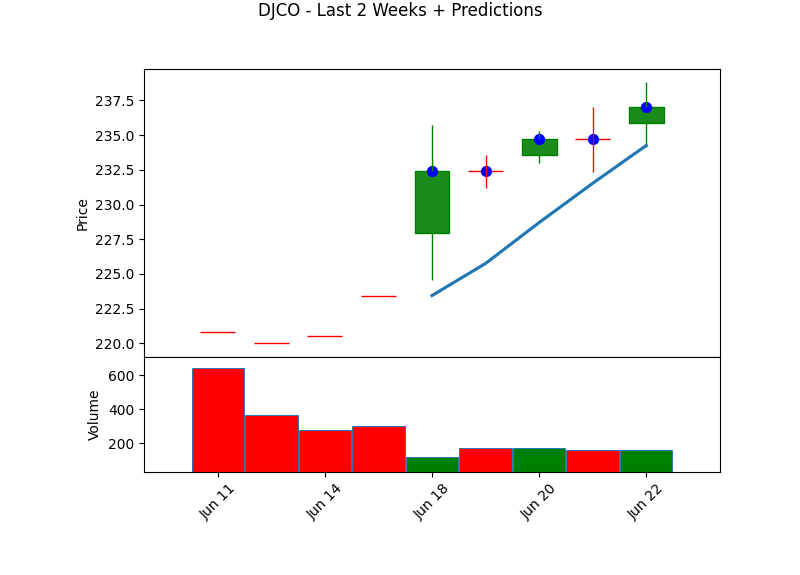 DJCO - Last 2 Weeks + Predictions
Price
237.5
235.0
232.5
230.0
227.5
225.0
222.5
220.0
Volume
600
400
200
Jun 11
Jun 14
Jun 18
Jun 20
Jun 22